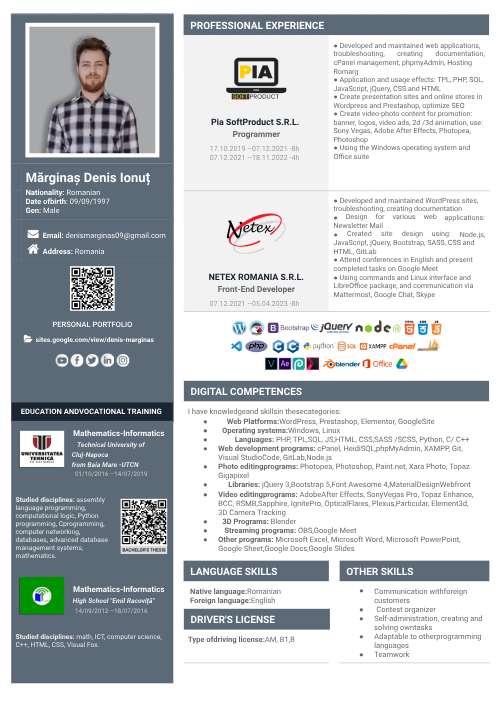 Mărginaș Denis Ionuț
Nationality: Romanian
Date ofbirth: 09/09/1997
Gen: Male
Email: denismarginas09@gmail.com
Address: Romania
PERSONAL PORTFOLIO
sites.google.com/view/denis-marginas
EDUCATION ANDVOCATIONAL TRAINING
UNIVERSITATEA
TEHNICĂ
Mathematics-Informatics
Technical University of
Cluj-Napoca
from Baia Mare -UTCN
01/10/2016 –14/07/2019
Studied disciplines: assembly
language programming,
computational logic, Python
programming, Cprogramming,
computer networking,
databases, advanced database
management systems,
mathematics.
BACHELOR'S THESIS
Mathematics-Informatics
High School "Emil Racoviță"
14/09/2012 –18/07/2016
Studied disciplines: math, ICT, computer science,
C++, HTML, CSS, Visual Fox.
PROFESSIONAL EXPERIENCE
PIA
SOFTPRODUCT
Pia SoftProduct S.R.L.
Programmer
17.10.2019 –07.12.2021 -8h
07.12.2021 –18.11.2022 -4h
● Developed and maintained web applications,
troubleshooting, creating documentation,
cPanel management, phpmyAdmin, Hosting
Romarg
● Application and usage effects: TPL, PHP, SQL,
JavaScript, jQuery, CSS and HTML
● Create presentation sites and online stores in
Wordpress and Prestashop, optimize SEO
● Create video-photo content for promotion:
banner, logos, video ads, 2d /3d animation, use:
Sony Vegas, Adobe After Effects, Photopea,
Photoshop
● Using the Windows operating system and
Office suite
Netex
NETEX ROMANIA S.R.L.
Front-End Developer
07.12.2021 –05.04.2023 -8h
● Developed and maintained WordPress sites,
troubleshooting, creating documentation
● Design for various web applications:
Newsletter Mail
● Created site design using: Node.js,
JavaScript, jQuery, Bootstrap, SASS, CSS and
HTML, GitLab
● Attend conferences in English and present
completed tasks on Google Meet
● Using commands and Linux interface and
LibreOffice package, and communication via
Mattermost, Google Chat, Skype
Bootstrap jQuery node
php python SQL XAMPP cPanel
Ae blender Office
DIGITAL COMPETENCES
I have knowledgeand skillsin thesecategories:
● Web Platforms:WordPress, Prestashop, Elementor, GoogleSite
● Operating systems:Windows, Linux
● Languages: PHP, TPL,SQL, JS,HTML, CSS,SASS /SCSS, Python, C/ C++
● Web development programs: cPanel, HeidiSQL,phpMyAdmin, XAMPP, Git,
Visual StudioCode, GitLab,Node.js
● Photo editingprograms: Photopea, Photoshop, Paint.net, Xara Photo, Topaz
Gigapixel
● Libraries: jQuery 3,Bootstrap 5,Font Awesome 4,MaterialDesignWebfront
● Video editingprograms: AdobeAfter Effects, SonyVegas Pro, Topaz Enhance,
BCC, RSMB,Sapphire, IgnitePro, OpticalFlares, Plexus,Particular, Element3d,
3D Camera Tracking
● 3D Programs: Blender
● Streaming programs: OBS,Google Meet
● Other programs: Microsoft Excel, Microsoft Word, Microsoft PowerPoint,
Google Sheet,Google Docs,Google Slides
LANGUAGE SKILLS
Native language:Romanian
Foreign language:English
DRIVER'S LICENSE
Type ofdriving license:AM, B1,B
OTHER SKILLS
● Communication withforeign
customers
● Contest organizer
● Self-administration, creating and
solving owntasks
● Adaptable to otherprogramming
languages
● Teamwork